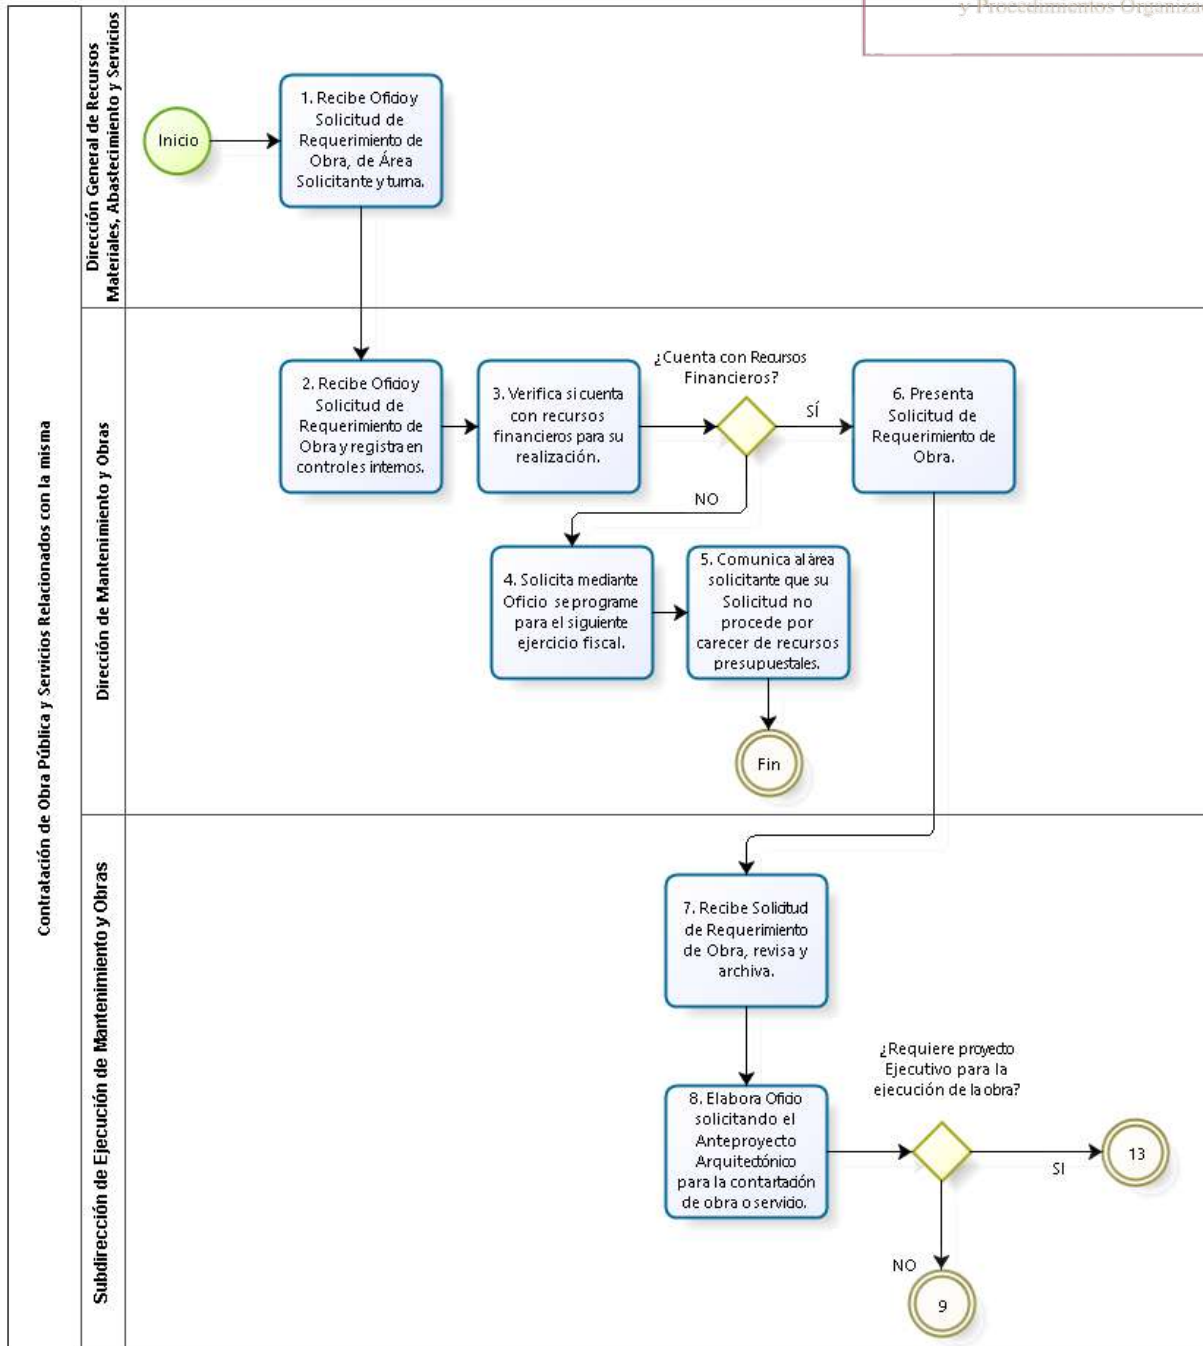 y Procedimientos Organiza
Contratación de Obra Pública y Servicios Relacionados con la misma
Dirección General de Recursos
Materiales, Abastecimiento y Servicios
Inicio
1. Recibe Oficio y
Solicitud de
Requerimiento de
Obra, de Área
Solicitante y turna.
Dirección de Mantenimiento y Obras
2. Recibe Oficio y
Solicitud de
Requerimiento de
Obra y registra en
controles internos.
3. Verifica si cuenta
con recursos
financieros para su
realización.
¿Cuenta con Recursos
Financieros?
SÍ
NO
6. Presenta
Solicitud de
Requerimiento de
Obra.
4. Solicita mediante
Oficio se programe
para el siguiente
ejercicio fiscal.
5. Comunica al área
solicitante que su
Solicitud no
procede por
carecer de recursos
presupuestales.
Fin
Subdirección de Ejecución de Mantenimiento y Obras
7. Recibe Solicitud
de Requerimiento
de Obra, revisa y
archiva.
8. Elabora Oficio
solicitando el
Anteproyecto
Arquitectónico
para la contartación
de obra o servicio.
¿Requiere proyecto
Ejecutivo para la
ejecución de la obra?
SI
13
NO
9